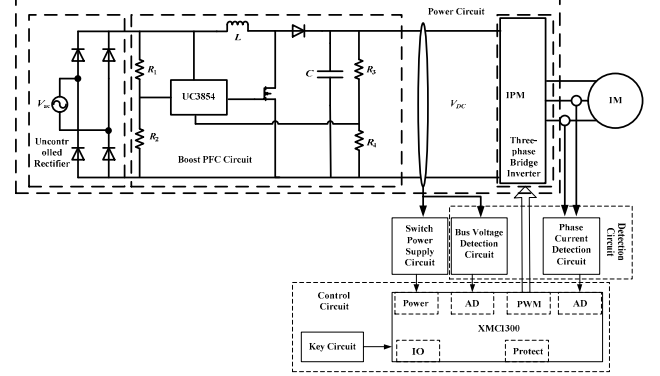 Power Circuit
L
R1
R2
UC3854
C
R3
R4
VDC
Vac
Uncontr
olled
Rectifier
Boost PFC Circuit
IPM
Three-
phase
Bridge
Inverter
IM
Switch
Power
Supply
Circuit
Bus Voltage
Detection
Circuit
Phase
Current
Detection
Circuit
Detection
Circuit
Control
Circuit
Power
AD
PWM
AD
XMC1300
Key Circuit
IO
Protect